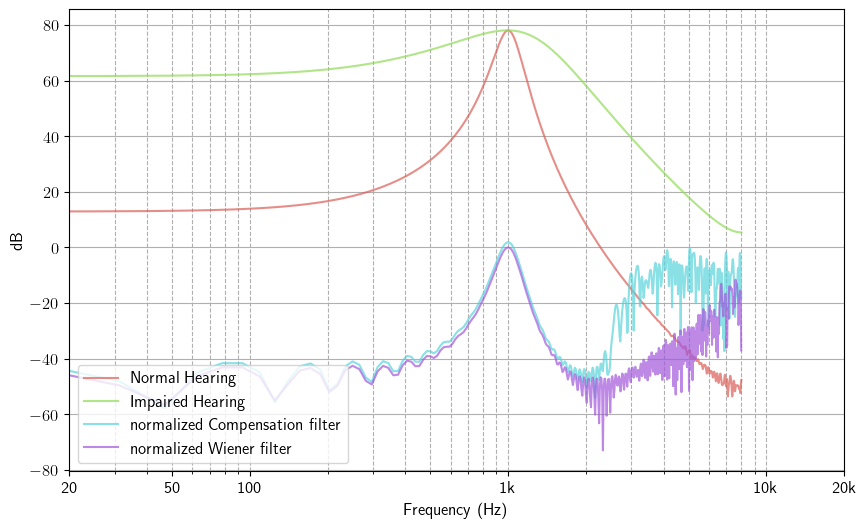 80
60
40
20
0
−20
−40
−60
−80
dB
20 50 100 1k 10k 20k
Frequency (Hz)
Normal Hearing
Impaired Hearing
normalized Compensation filter
normalized Wiener filter